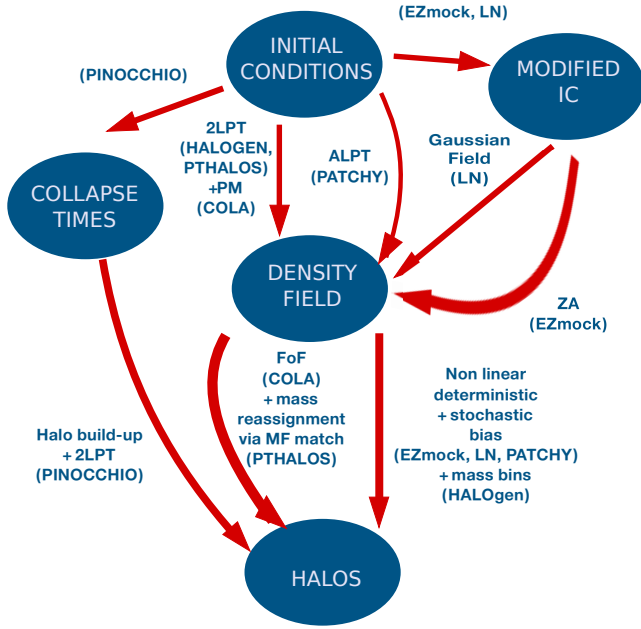 (EZmock, LN)
INITIAL
CONDITIONS
MODIFIED
IC
(PINOCCHIO)
2LPT
(HALOGEN,
PTHALOS)
+PM
(COLA)
ALPT
(PATCHY)
Gaussian
Field
(LN)
COLLAPSE
TIMES
DENSITY
FIELD
ZA
(EZmock)
FoF
(COLA)
+ mass
reassignment
via MF match
(PTHALOS)
Non linear
deterministic
+ stochastic
bias
(EZmock, LN, PATCHY)
+ mass bins
(HALOgen)
Halo build-up
+ 2LPT
(PINOCCHIO)
HALOS